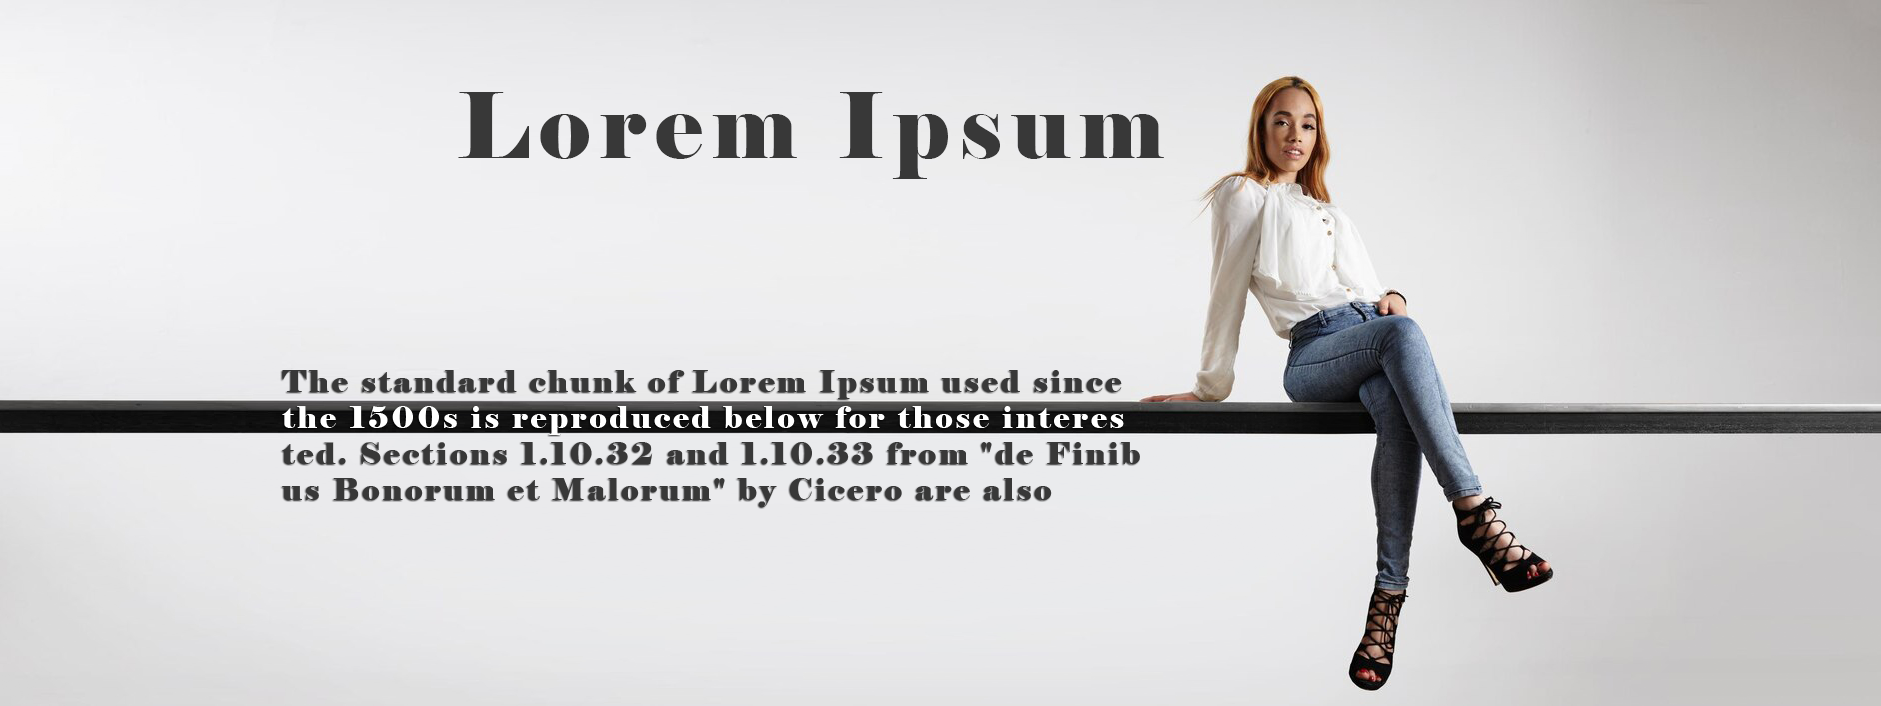 Lorem Ipsum
The standard chunk of Lorem Ipsum used since
the 1500s is reproduced below for those interes
ted. Sections 1.10.32 and 1.10.33 from "de Finib
us Bonorum et Malorum" by Cicero are also